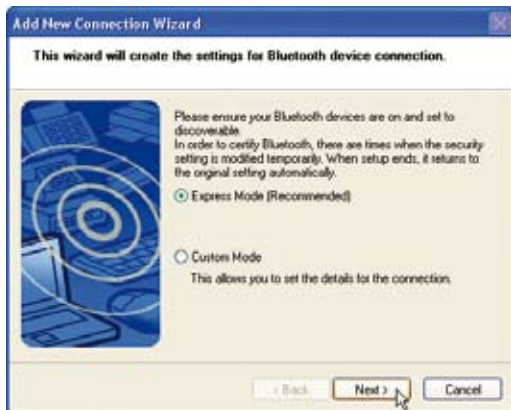 Add New Connection Wizard
This wizard will create the settings for Bluetooth device connection.
Please ensure your Bluetooth devices are on and set to
discoverable.
In order to certify Bluetooth, there are times when the security
setting is modified temporarily. When setup ends, it returns to
the original setting automatically.
Express Mode (Recommended)
Custom Mode
This allows you to set the details for the connection.
< Back Next > Cancel